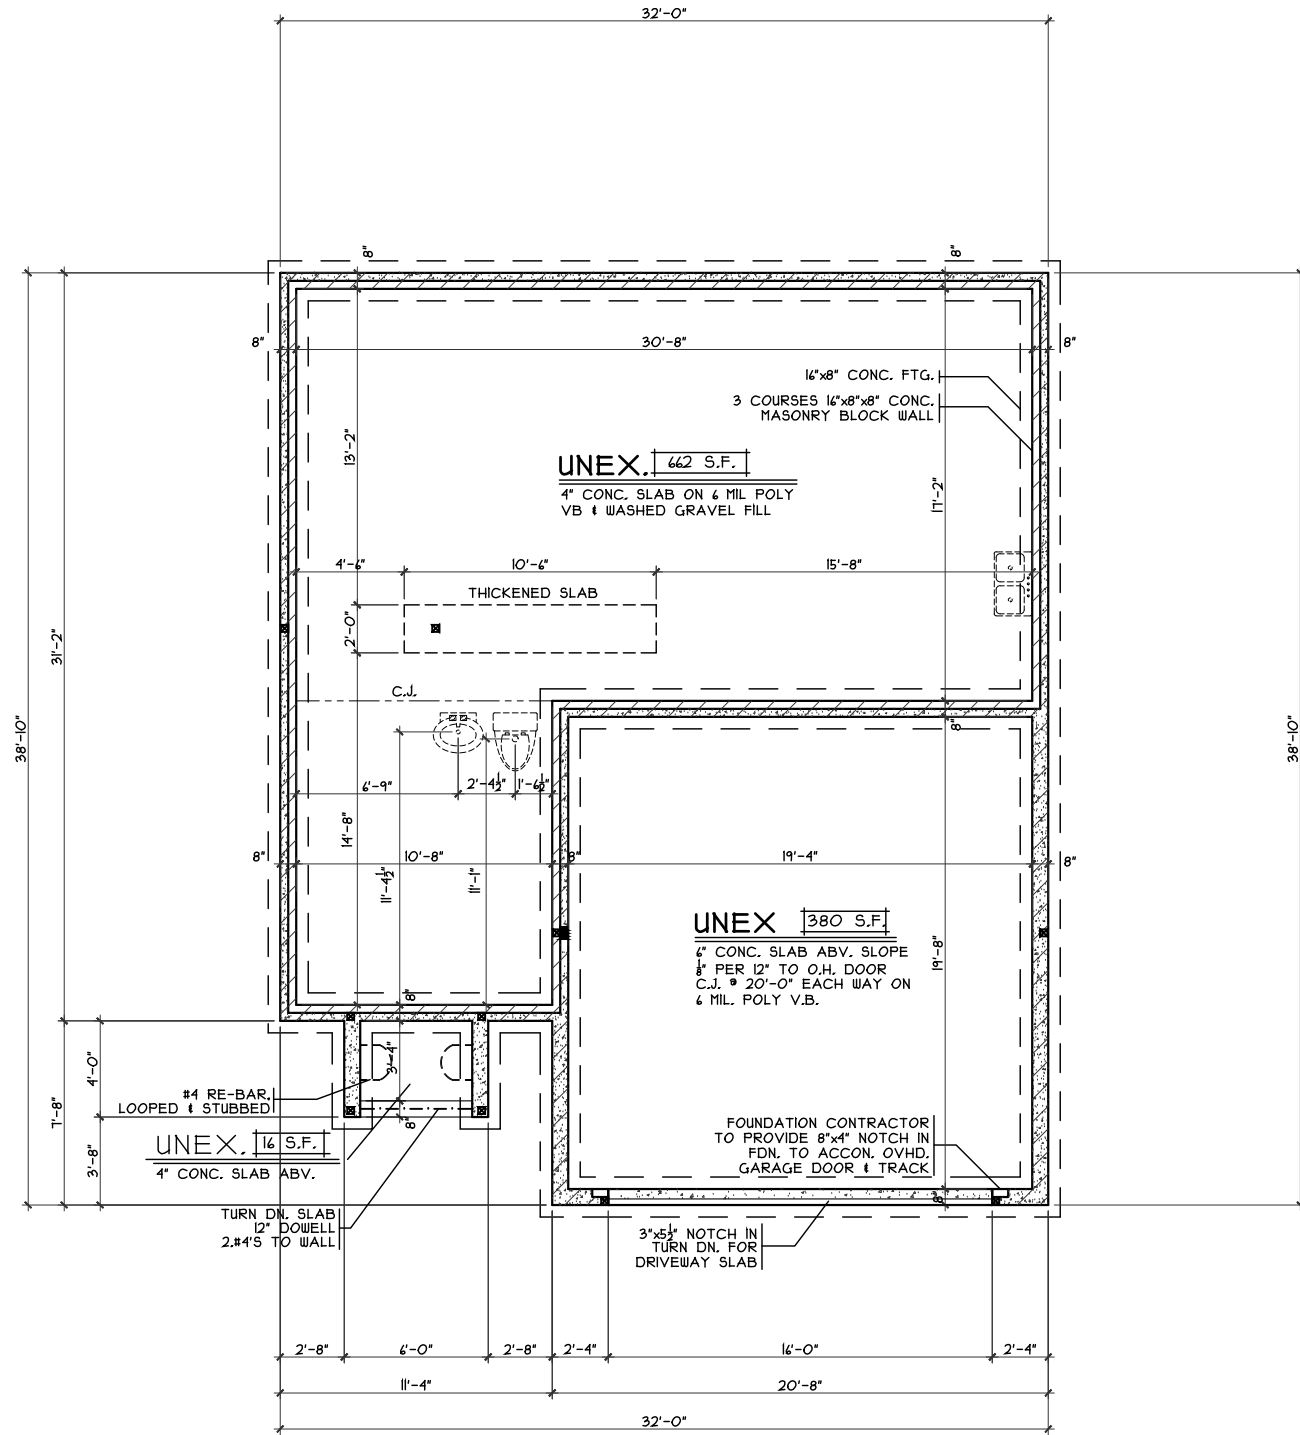 32'-0"
8"
8"
8"
30'-8"
8"
16"x8" CONC. FTG.
3 COURSES 16"x8"x8" CONC.
MASONRY BLOCK WALL
13'-2"
UNEX. 662 S.F.
4" CONC. SLAB ON 6 MIL POLY
VB & WASHED GRAVEL FILL
17'-2"
4'-6"
10'-6"
15'-8"
THICKENED SLAB
2'-0"
31'-2"
38'-10"
38'-10"
C.J.
8"
6'-9"
2'-4½"
1'-6½"
14'-8"
8"
10'-8"
8"
19'-4"
8"
11'-4½"
11'-1"
UNEX 380 S.F.
6" CONC. SLAB ABV. SLOPE
⅛" PER 12" TO O.H. DOOR
C.J. @ 20'-0" EACH WAY ON
6 MIL. POLY V.B.
19'-8"
8"
4'-0"
3'-4"
#4 RE-BAR.
LOOPED & STUBBED
7'-8"
8"
UNEX. 16 S.F.
4" CONC. SLAB ABV.
3'-8"
FOUNDATION CONTRACTOR
TO PROVIDE 8"x4" NOTCH IN
FDN. TO ACCON. OVHD.
GARAGE DOOR & TRACK
8"
TURN DN. SLAB
12" DOWELL
2.#4'S TO WALL
3"x5½" NOTCH IN
TURN DN. FOR
DRIVEWAY SLAB
2'-8"
6'-0"
2'-8"
2'-4"
16'-0"
2'-4"
11'-4"
20'-8"
32'-0"